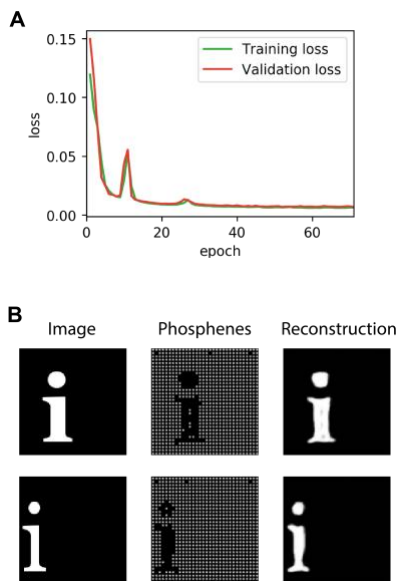 A
0.15
0.10
0.05
0.00
loss
Training loss
Validation loss
0 20 40 60
epoch
B
Image Phosphenes Reconstruction
i i i
i i i